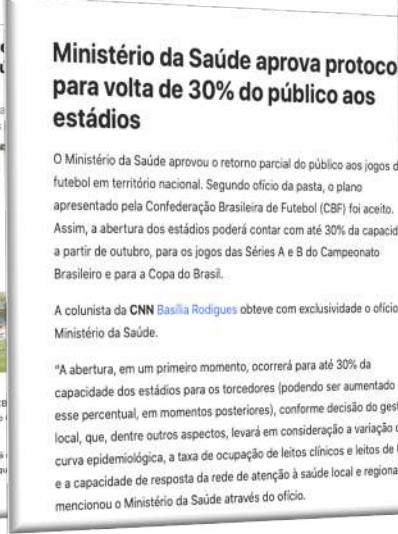 Ministério da Saúde aprova protoco
para volta de 30% do público aos
estádios
O Ministério da Saúde aprovou o retorno parcial do público aos jogos d
futebol em território nacional. Segundo ofício da pasta, o plano
apresentado pela Confederação Brasileira de Futebol (CBF) foi aceito.
Assim, a abertura dos estádios poderá contar com até 30% da capacid
a partir de outubro, para os jogos das Séries A e B do Campeonato
Brasileiro e para a Copa do Brasil.
A colunista da CNN Basília Rodigues obteve com exclusividade o ofício
Ministério da Saúde.
"A abertura, em um primeiro momento, ocorrerá para até 30% da
capacidade dos estádios para os torcedores (podendo ser aumentado
esse percentual, em momentos posteriores), conforme decisão do ges
local, que, dentre outros aspectos, levará em consideração a variação
curva epidemiológica, a taxa de ocupação de leitos clínicos e leitos de
e a capacidade de resposta da rede de atenção à saúde local e regiona
mencionou o Ministério da Saúde através do ofício.